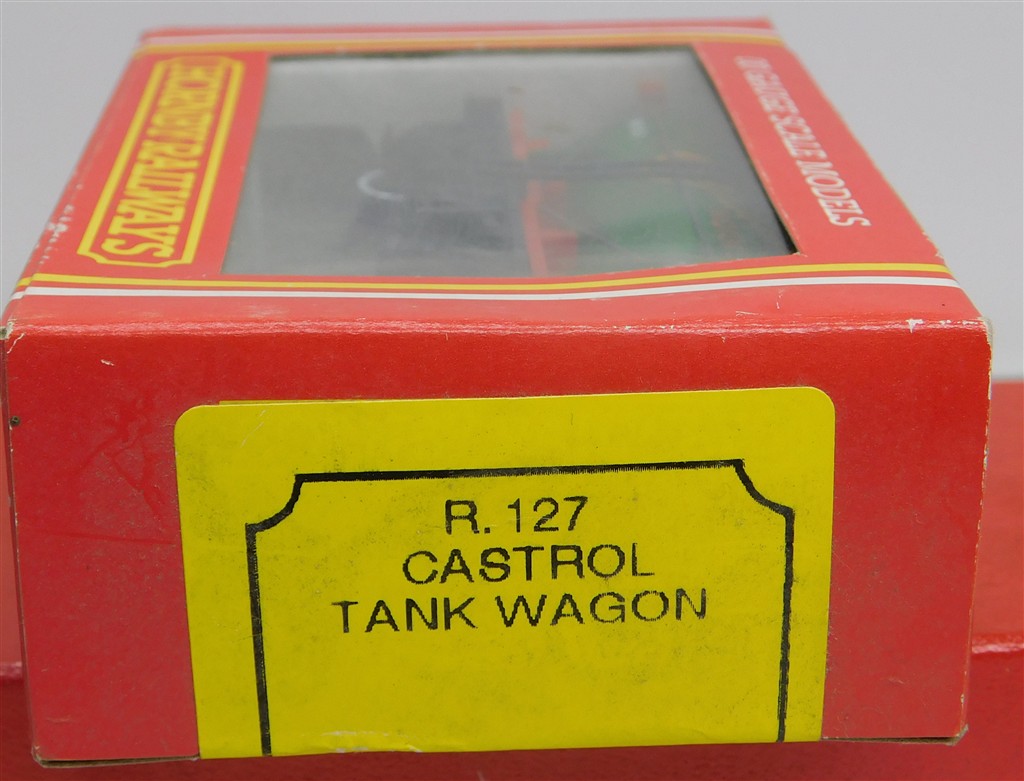 HORNBY RAILWAYS
00 GAUGE SCALE MODELS
R. 127
CASTROL
TANK WAGON